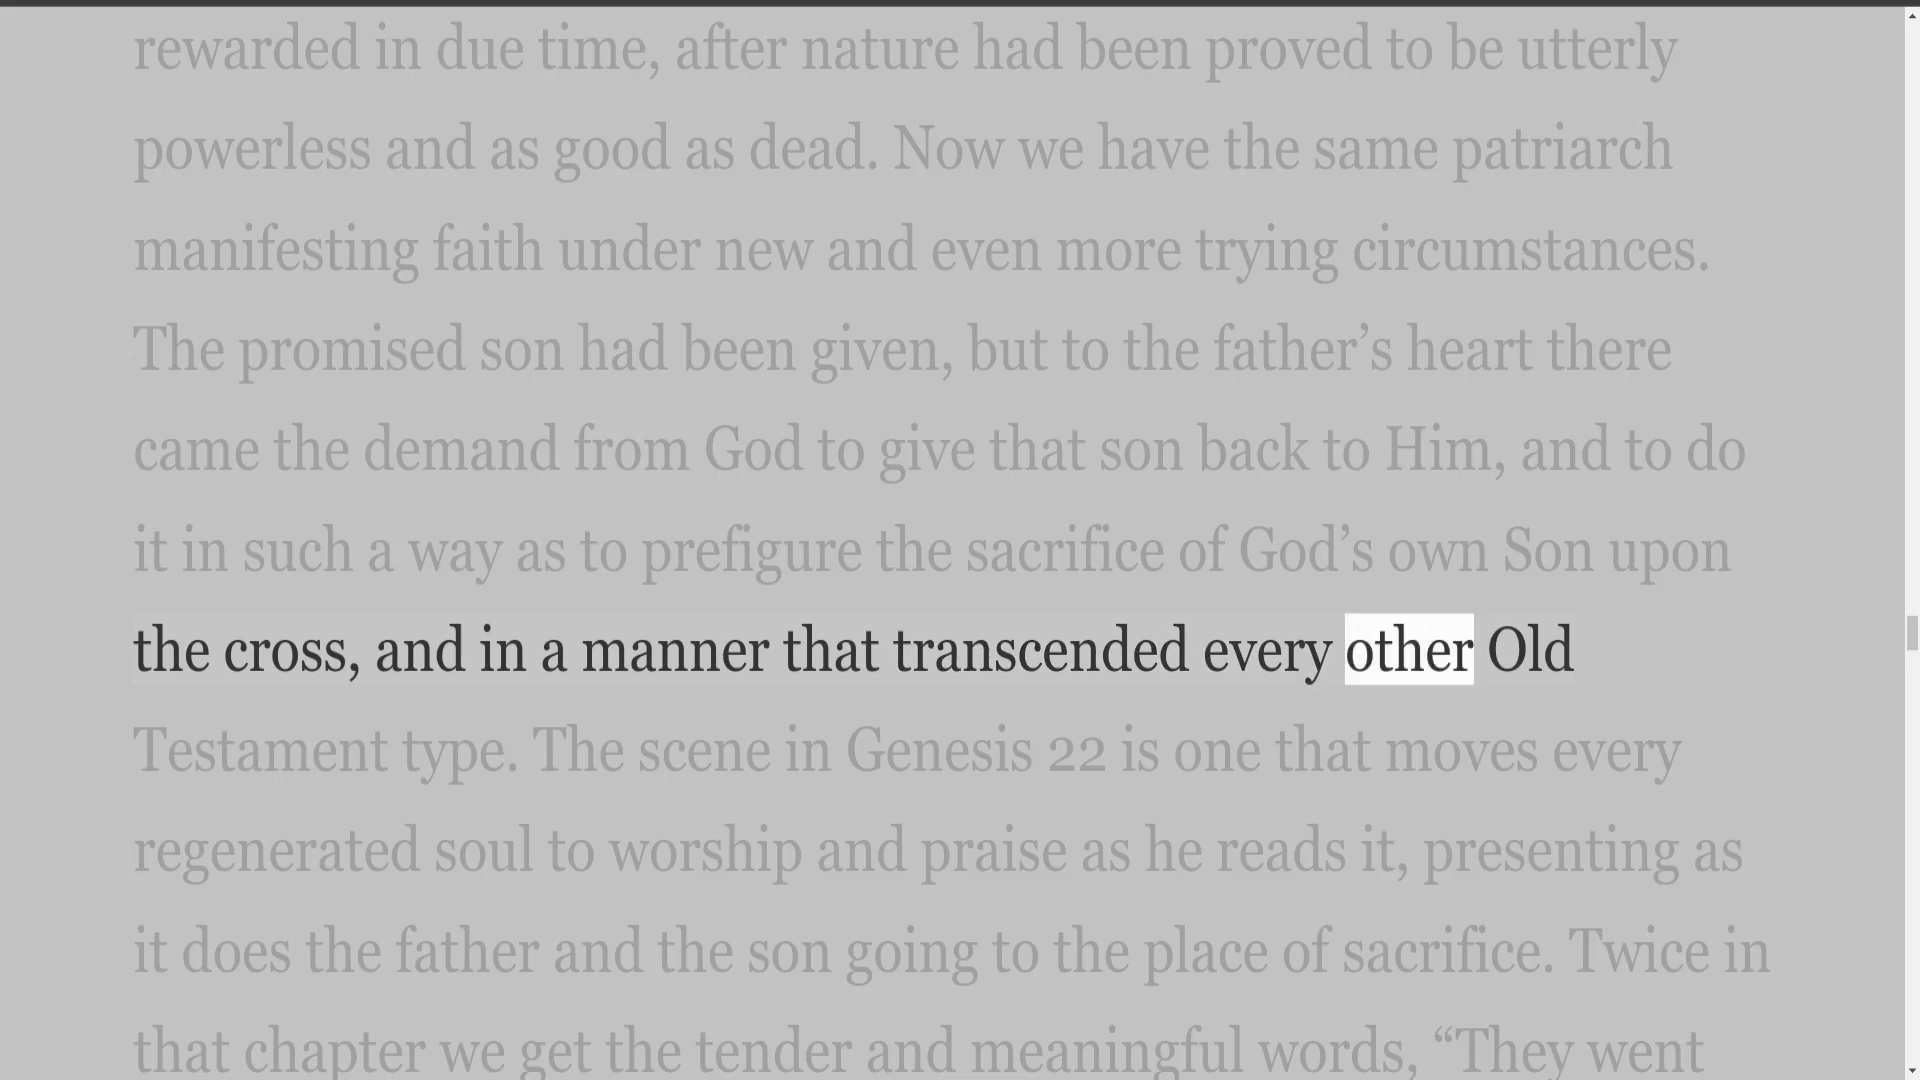 rewarded in due time, after nature had been proved to be utterly
powerless and as good as dead. Now we have the same patriarch
manifesting faith under new and even more trying circumstances.
The promised son had been given, but to the father’s heart there
came the demand from God to give that son back to Him, and to do
it in such a way as to prefigure the sacrifice of God’s own Son upon
the cross, and in a manner that transcended every other Old
Testament type. The scene in Genesis 22 is one that moves every
regenerated soul to worship and praise as he reads it, presenting as
it does the father and the son going to the place of sacrifice. Twice in
that chapter we get the tender and meaningful words, “They went